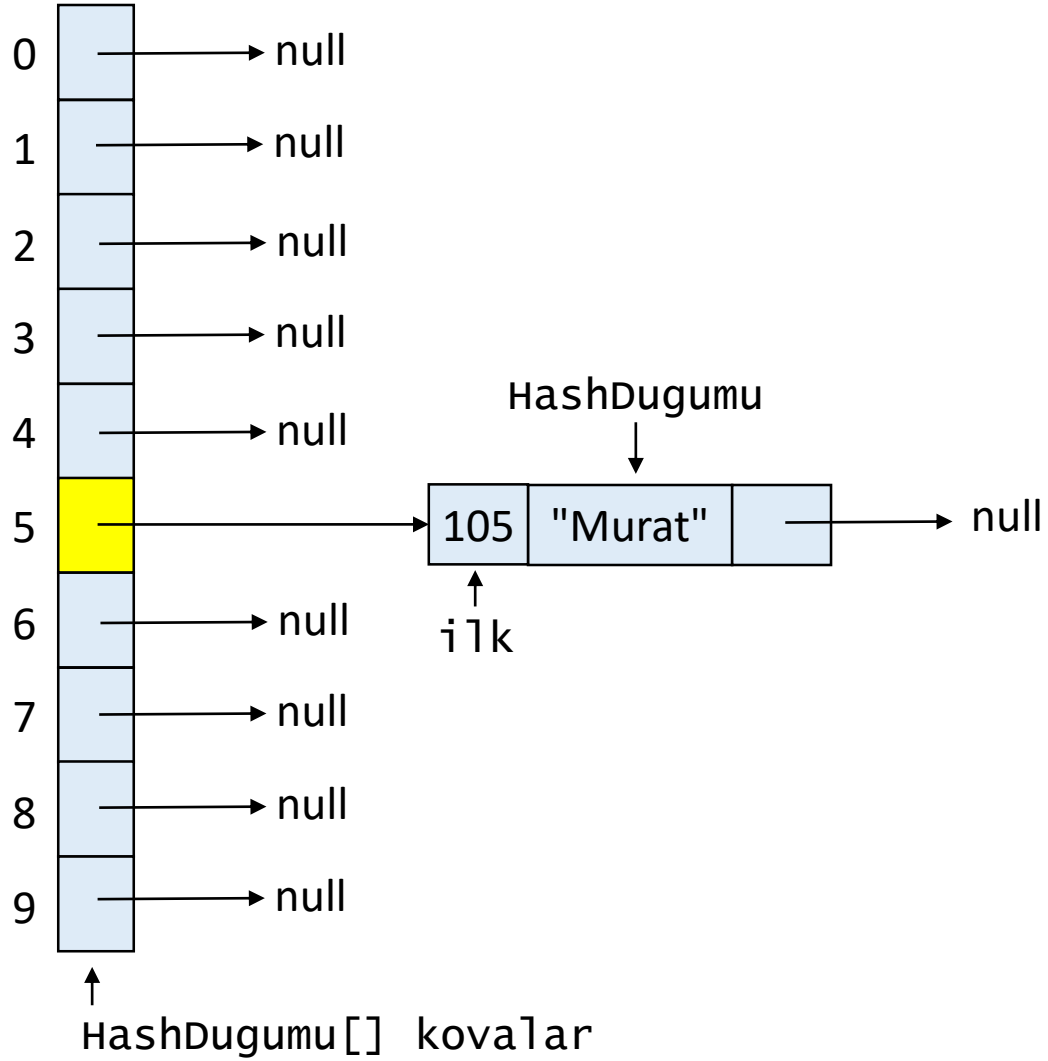 0 null
1 null
2 null
3 null
HashDugumu
4 null
5 105 "Murat" null
6 null
ilk
7 null
8 null
9 null
HashDugumu[] kovalar